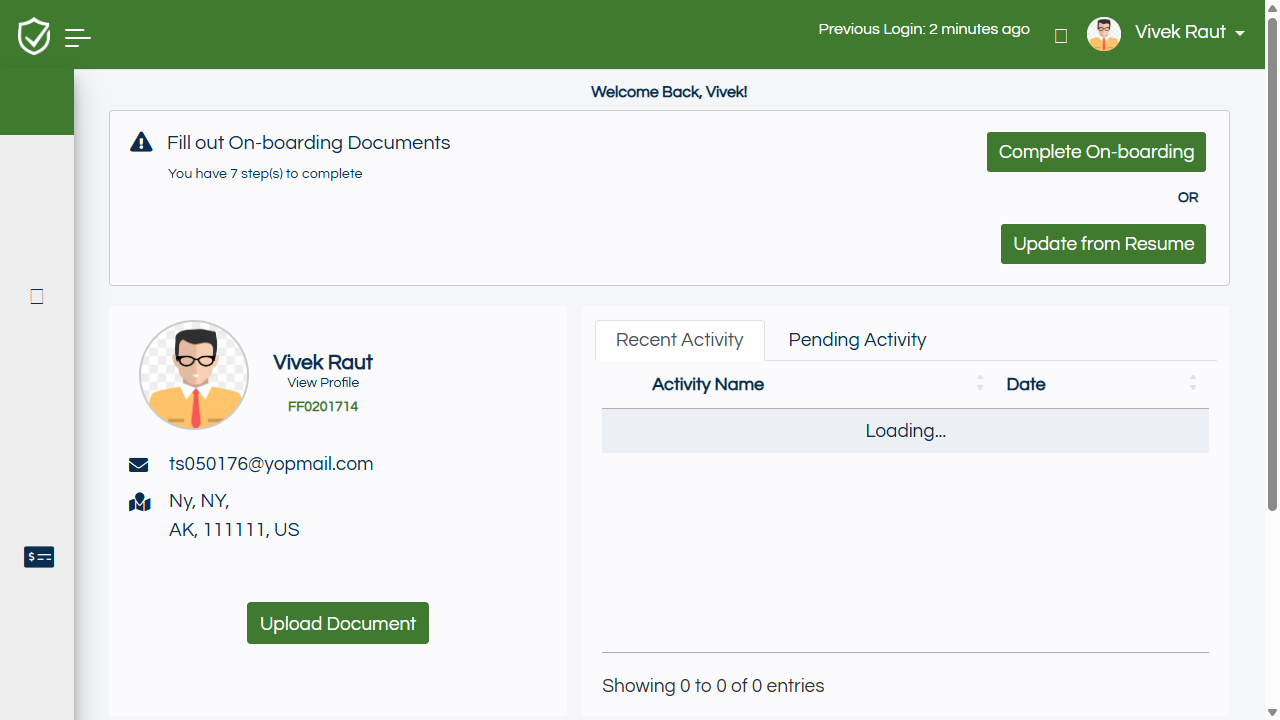 Previous Login: 2 minutes ago
Vivek Raut
Welcome Back, Vivek!
Fill out On-boarding Documents
You have 7 step(s) to complete
Complete On-boarding
OR
Update from Resume
Vivek Raut
View Profile
FF0201714
ts050176@yopmail.com
Ny, NY,
AK, 111111, US
Upload Document
Recent Activity
Pending Activity
Activity Name
Date
Loading...
Showing 0 to 0 of 0 entries